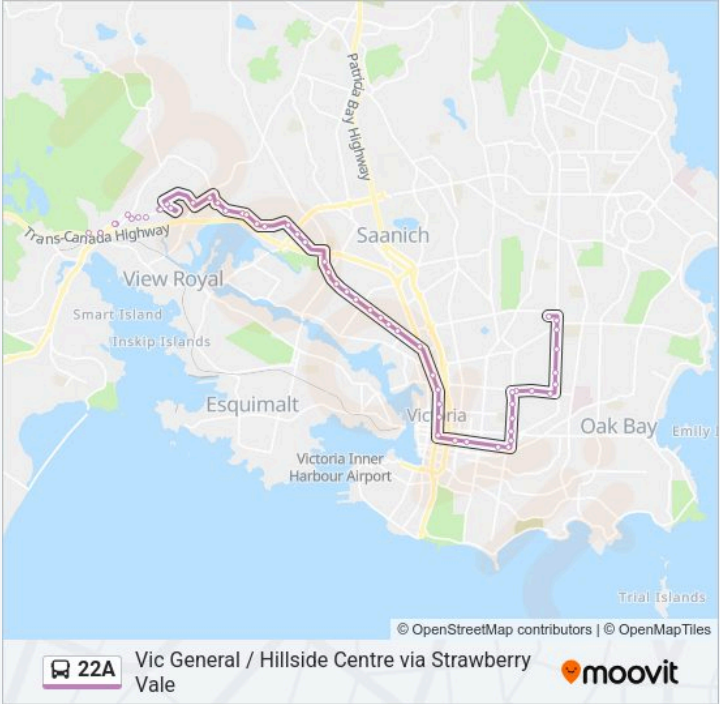 Patricia Bay Highway
Saanich
Trans-Canada Highway
View Royal
Smart Island
Inskip Islands
Esquimalt
Victoria
Oak Bay
Emily I
Victoria Inner
Harbour Airport
Trial Islands
© OpenStreetMap contributors | © OpenMapTiles
22A
Vic General / Hillside Centre via Strawberry
Vale
moovit